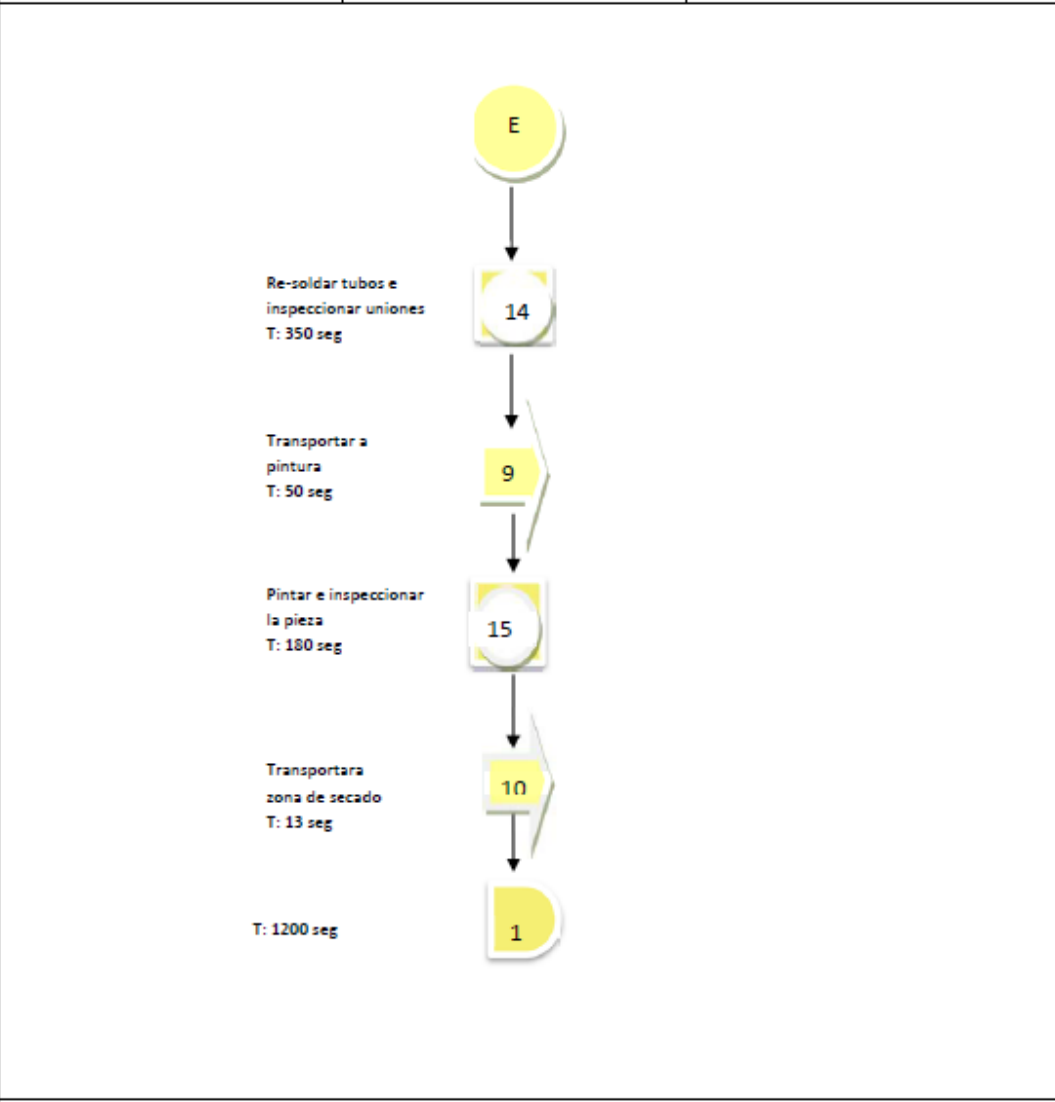 E
Re-soldar tubos e
inspeccionar uniones
T: 350 seg
14
Transportar a
pintura
T: 50 seg
9
Pintar e inspeccionar
la pieza
T: 180 seg
15
Transportara
zona de secado
T: 13 seg
10
T: 1200 seg
1